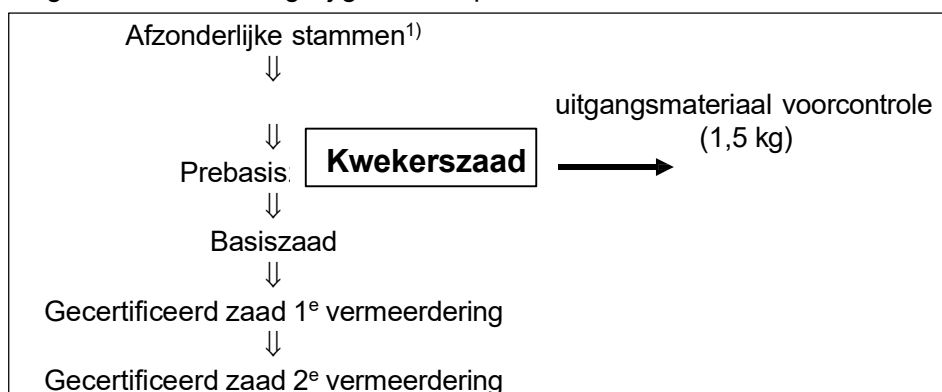 Afzonderlijke stammen¹⁾
⇓
uitgangsmateriaal voorcontrole
(1,5 kg)
⇓
Kwekerszaad
Prebasis
⇓
Basiszaad
⇓
Gecertificeerd zaad 1ᵉ vermeerdering
⇓
Gecertificeerd zaad 2ᵉ vermeerdering